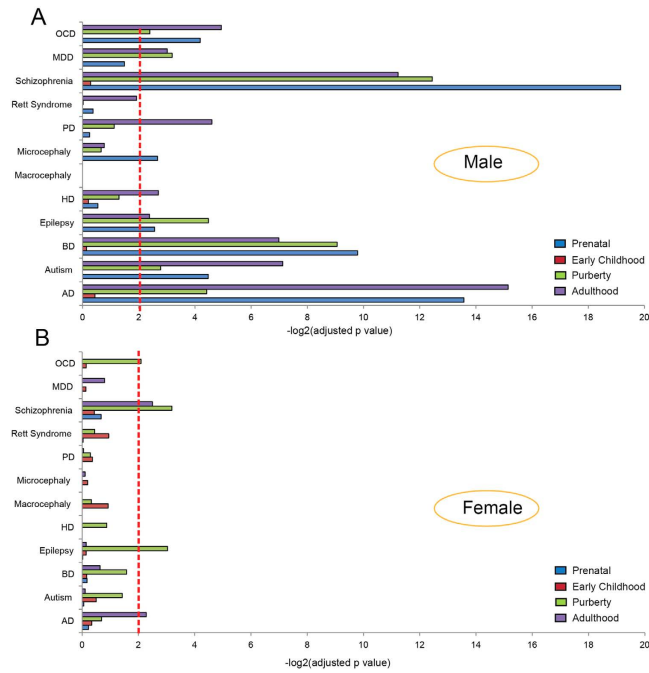 A
OCD
MDD
Schizophrenia
Rett Syndrome
PD
Microcephaly
Macrocephaly
HD
Epilepsy
BD
Autism
AD
Male
Prenatal
Early Childhood
Purberty
Adulthood
0 2 4 6 8 10 12 14 16 18 20
-log2(adjusted p value)
B
OCD
MDD
Schizophrenia
Rett Syndrome
PD
Microcephaly
Macrocephaly
HD
Epilepsy
BD
Autism
AD
Female
Prenatal
Early Childhood
Purberty
Adulthood
0 2 4 6 8 10 12 14 16 18 20
-log2(adjusted p value)